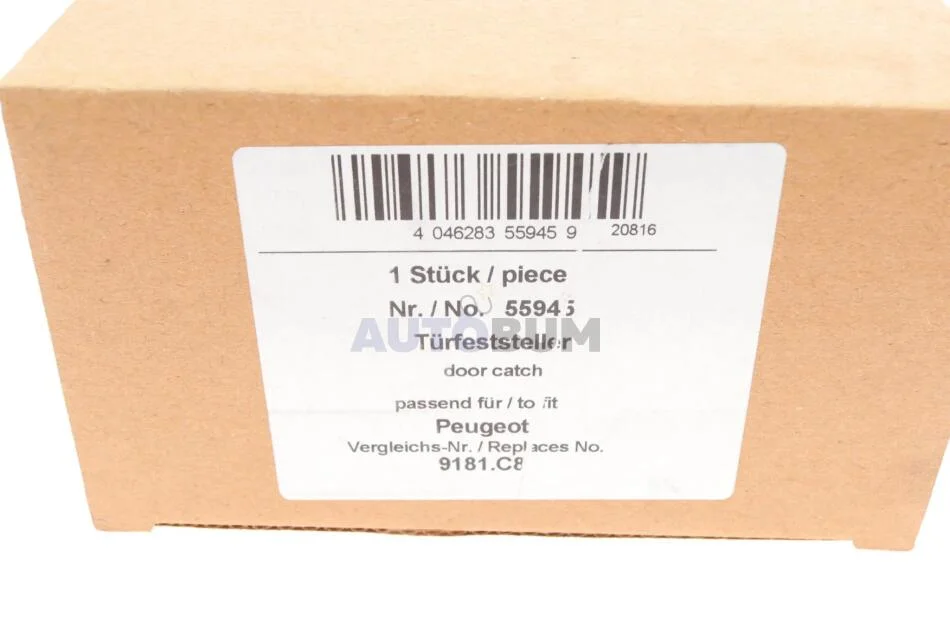 4 046283 55945 9 20816
1 Stück / piece
Nr. / No. 55945
AUTOBUM
Türfeststeller
door catch
passend für / to fit
Peugeot
Vergleichs-Nr. / Replaces No.
9181.C8